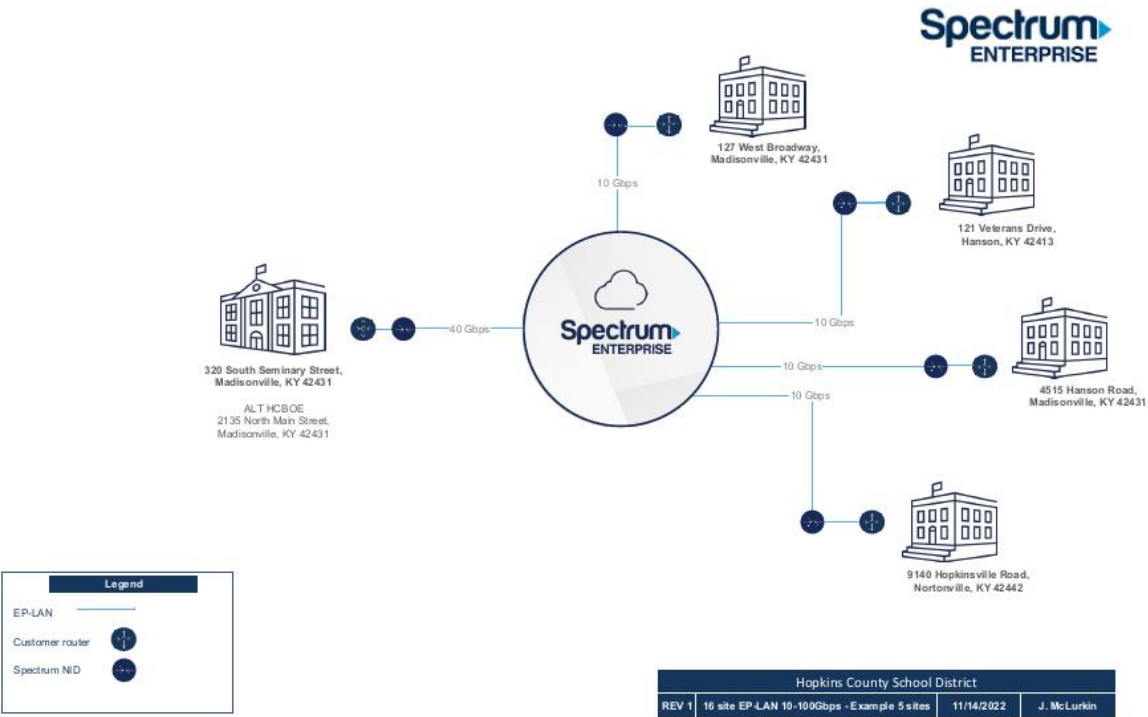 Spectrum
ENTERPRISE
127 West Broadway,
Madisonville, KY 42431
10 Gbps
121 Veterans Drive,
Hanson, KY 42413
10 Gbps
Spectrum
ENTERPRISE
40 Gbps
320 South Seminary Street,
Madisonville, KY 42431
ALT HCBOE
2135 North Main Street,
Madisonville, KY 42431
10 Gbps
4515 Hanson Road,
Madisonville, KY 42431
10 Gbps
9140 Hopkinsville Road,
Nortonville, KY 42442
Legend
EP-LAN
Customer router
Spectrum NID
Hopkins County School District
REV 1 16 site EP-LAN 10-100Gbps - Example 5 sites 11/14/2022 J. McLurkin